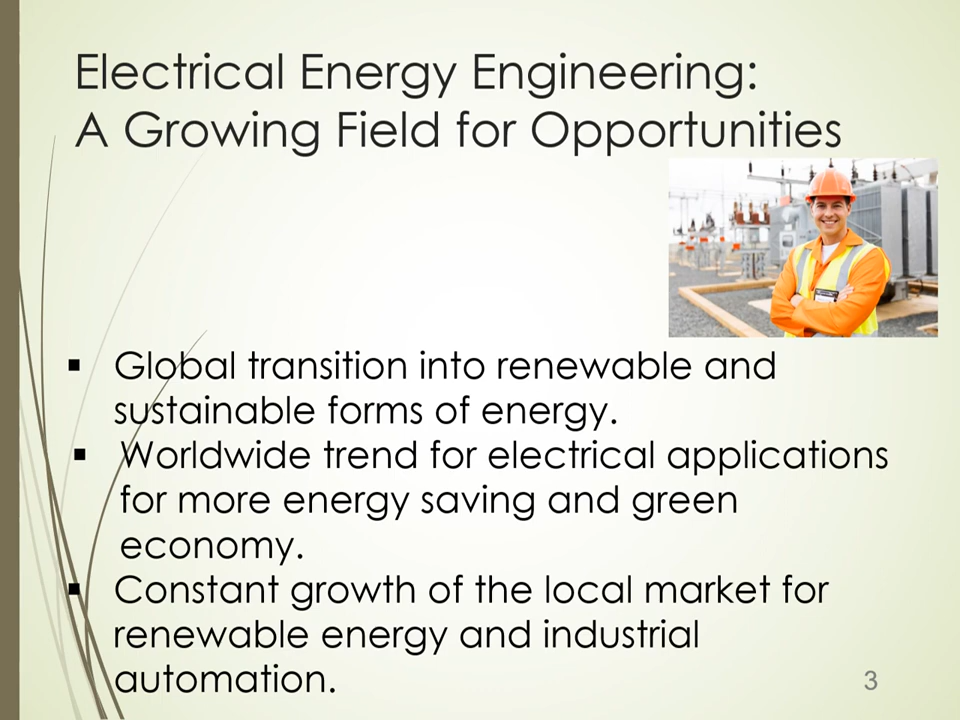 Electrical Energy Engineering:
A Growing Field for Opportunities
▪ Global transition into renewable and
sustainable forms of energy.
▪ Worldwide trend for electrical applications
for more energy saving and green
economy.
▪ Constant growth of the local market for
renewable energy and industrial
automation.
3